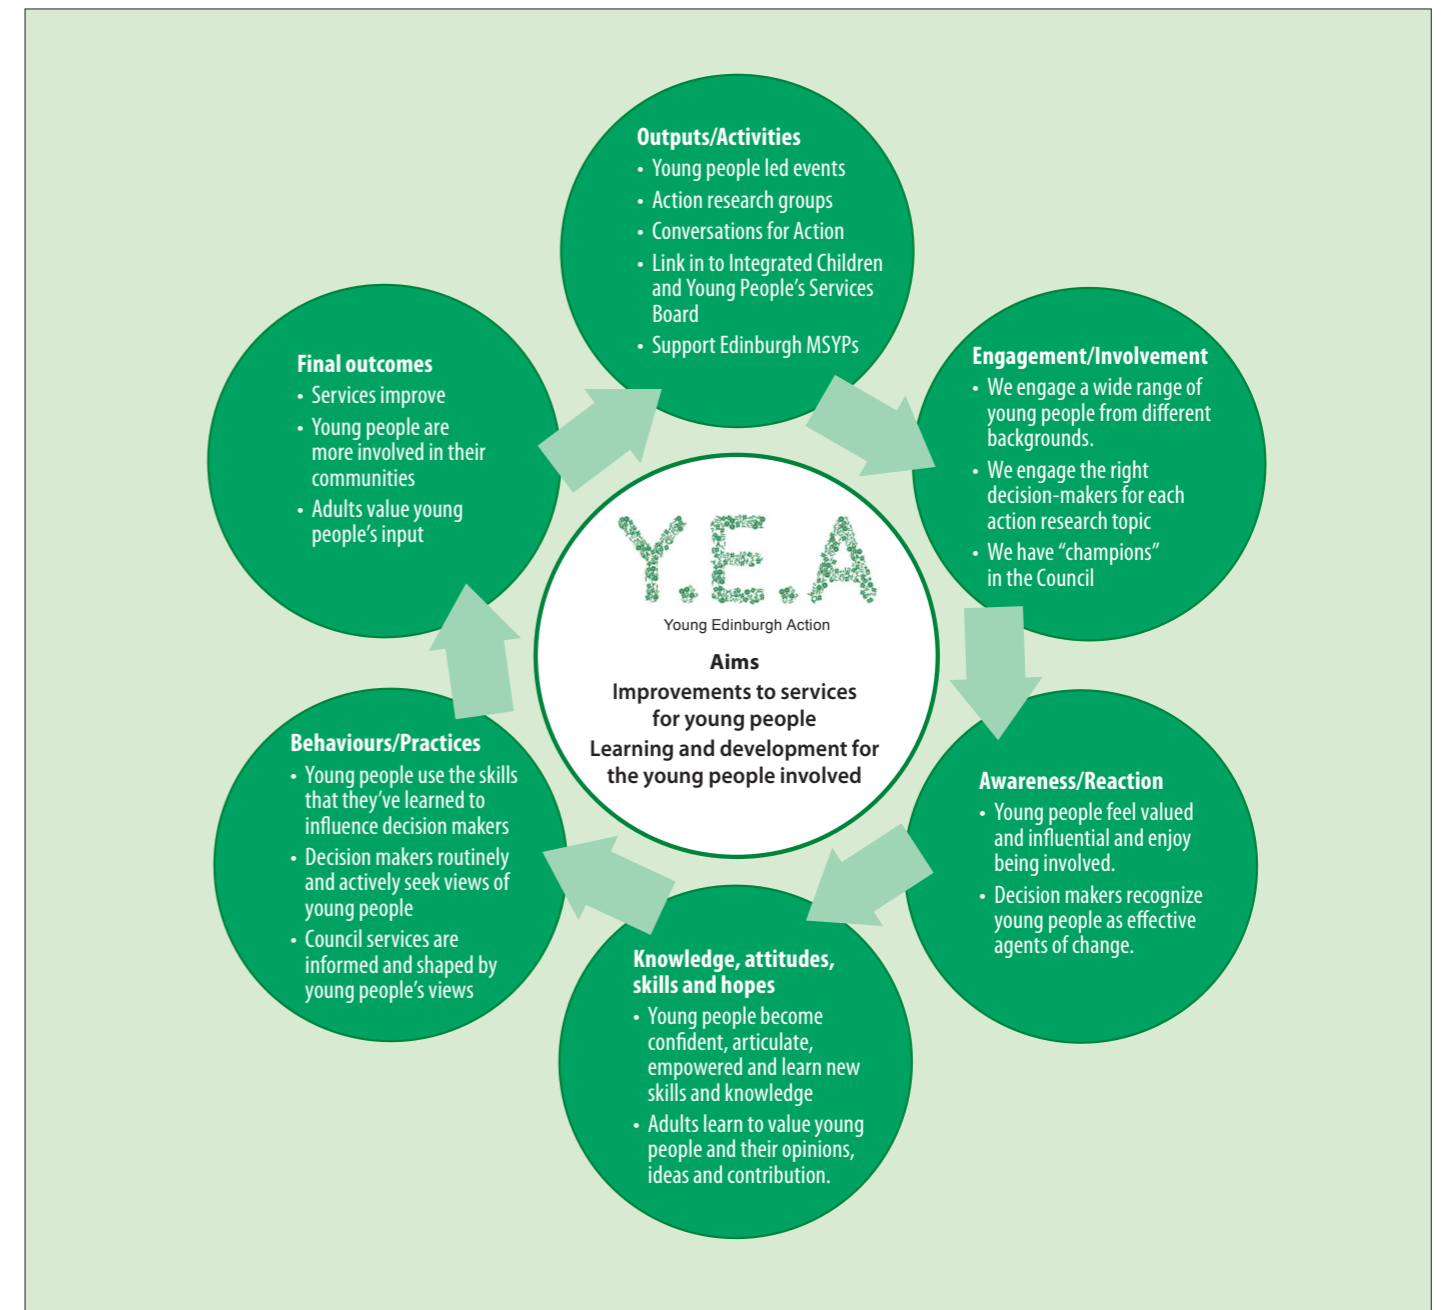 Outputs/Activities
• Young people led events
• Action research groups
• Conversations for Action
• Link in to Integrated Children
and Young People's Services
Board
• Support Edinburgh MSYPs
Engagement/Involvement
• We engage a wide range of
young people from different
backgrounds.
• We engage the right
decision-makers for each
action research topic
• We have “champions”
in the Council
Awareness/Reaction
• Young people feel valued
and influential and enjoy
being involved.
• Decision makers recognize
young people as effective
agents of change.
Knowledge, attitudes,
skills and hopes
• Young people become
confident, articulate,
empowered and learn new
skills and knowledge
• Adults learn to value young
people and their opinions,
ideas and contribution.
Behaviours/Practices
• Young people use the skills
that they've learned to
influence decision makers
• Decision makers routinely
and actively seek views of
young people
• Council services are
informed and shaped by
young people's views
Final outcomes
• Services improve
• Young people are
more involved in their
communities
• Adults value young
people's input
Y.E.A
Young Edinburgh Action
Aims
Improvements to services
for young people
Learning and development for
the young people involved